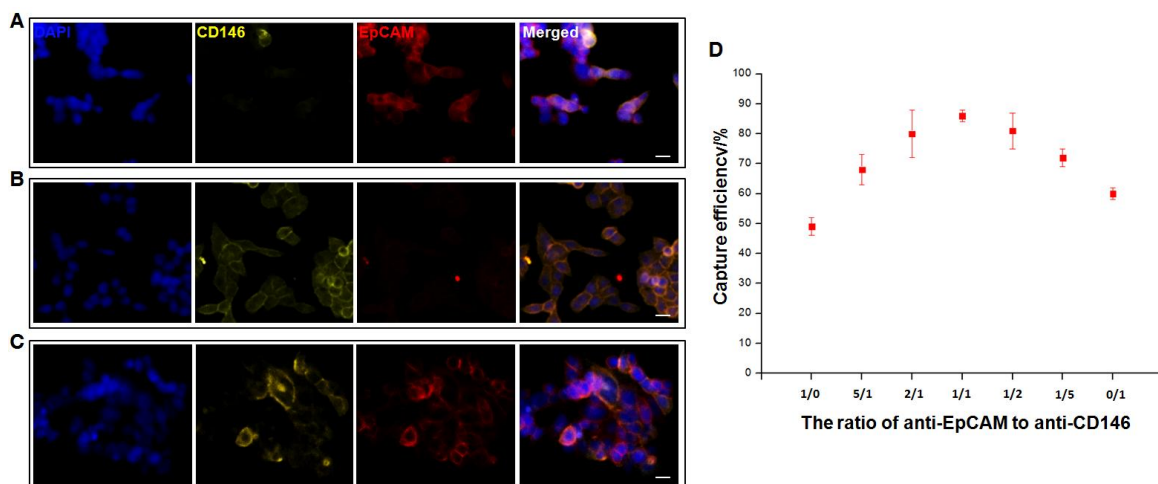 A
DAPI
CD146
EpCAM
Merged
B
C
D
100
90
80
70
60
50
40
30
20
10
0
Capture efficiencv/%
1/0 5/1 2/1 1/1 1/2 1/5 0/1
The ratio of anti-EpCAM to anti-CD146